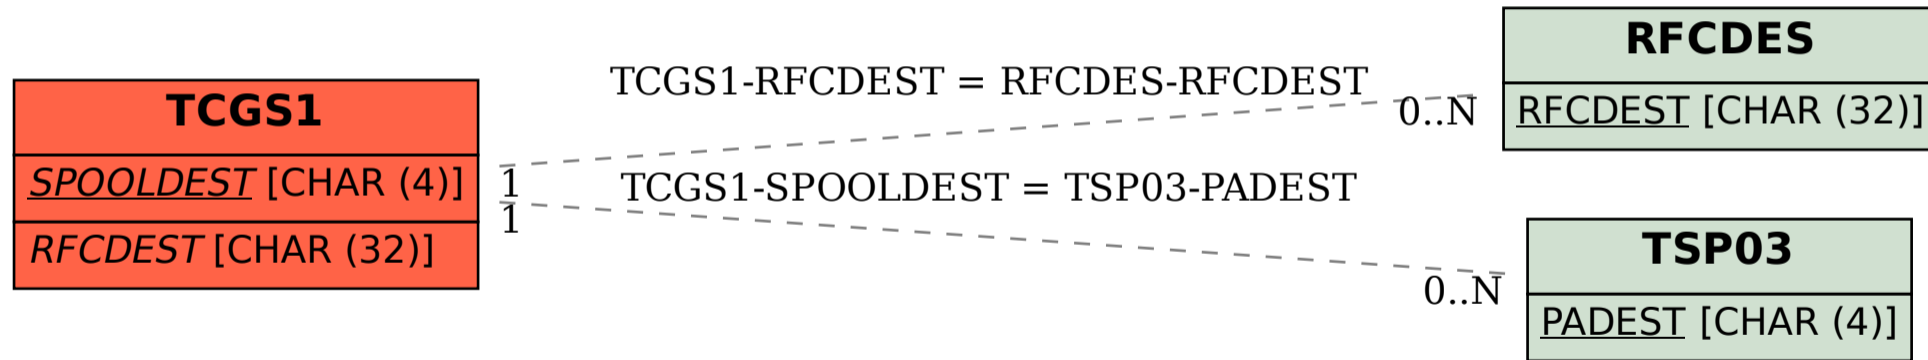 TCGS1
SPOOLDEST [CHAR (4)]
RFCDEST [CHAR (32)]
TCGS1-RFCDEST = RFCDES-RFCDEST
0..N
1
TCGS1-SPOOLDEST = TSP03-PADEST
1
0..N
RFCDES
RFCDEST [CHAR (32)]
TSP03
PADEST [CHAR (4)]